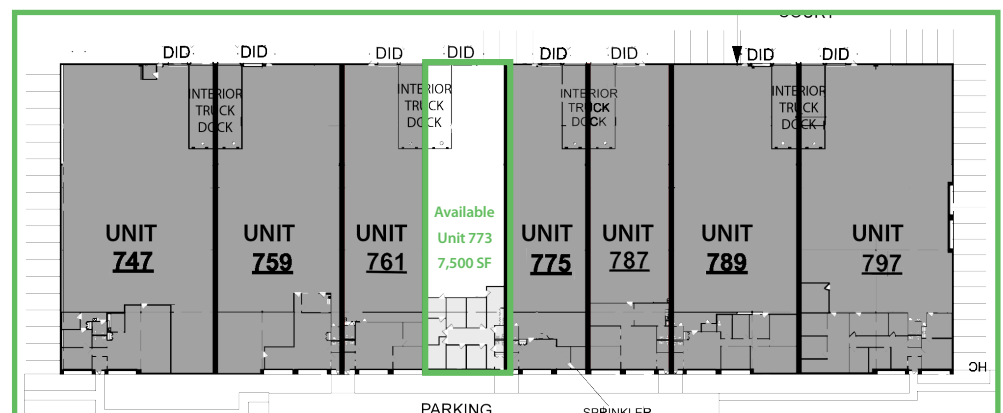 COURT
DID DID DID DID DID DID DID DID
INTERIOR
TRUCK
DOCK
INTERIOR
TRUCK
DOCK
INTERIOR
TRUCK
DOCK
INTERIOR
TRUCK
DOCK
UNIT
747
UNIT
759
UNIT
761
Available
Unit 773
7,500 SF
UNIT
775
UNIT
787
UNIT
789
UNIT
797
HC
PARKING
SPRINKLER